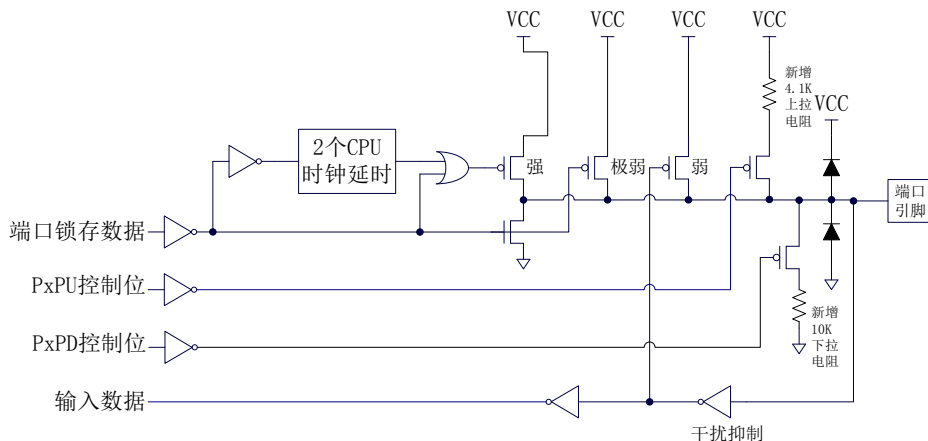 VCC
VCC
VCC
VCC
新增
4.1K
上拉
电阻
VCC
2个CPU
时钟延时
强
极弱
弱
端口
引脚
端口锁存数据
PxPU控制位
PxPD控制位
新增
10K
下拉
电阻
输入数据
干扰抑制